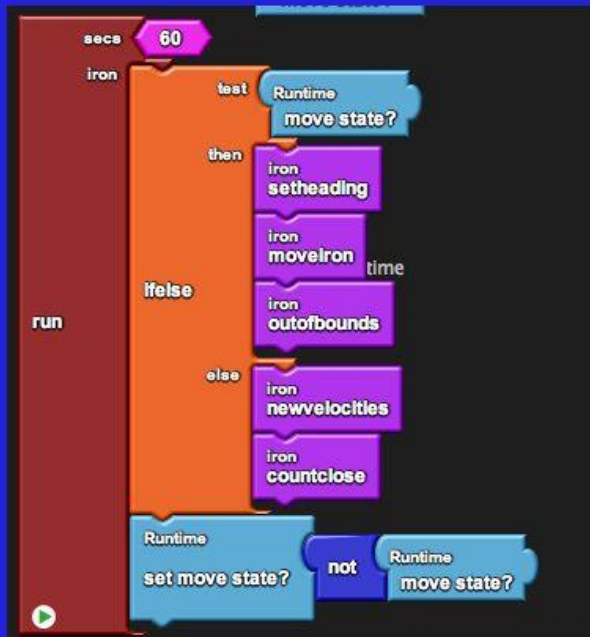 secs 60
iron
test
Runtime
move state?
then
iron
setheading
iron
moveiron
time
iron
outofbounds
ifelse
run
else
iron
newvelocities
iron
countclose
Runtime
set move state?
not
Runtime
move state?